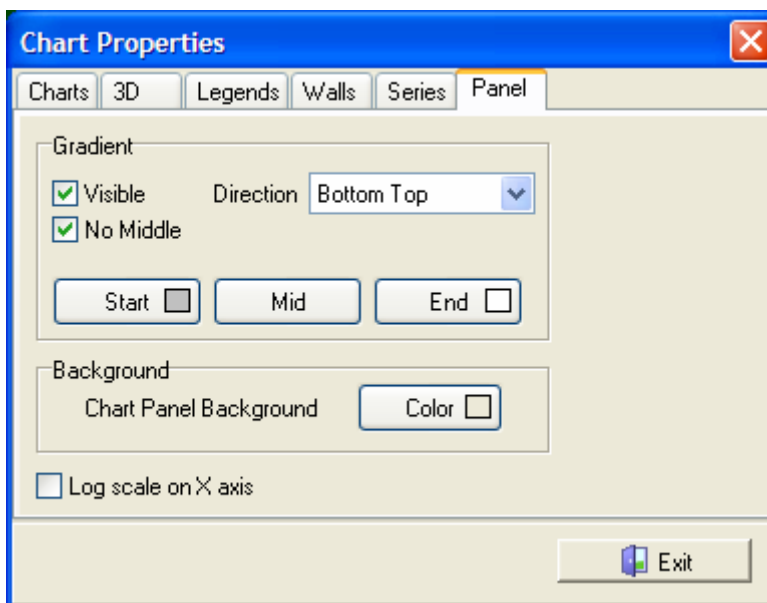 Chart Properties
Charts 3D Legends Walls Series Panel
Gradient
Visible Direction Bottom Top
No Middle
Start Mid End
Background
Chart Panel Background Color
Log scale on X axis
Exit